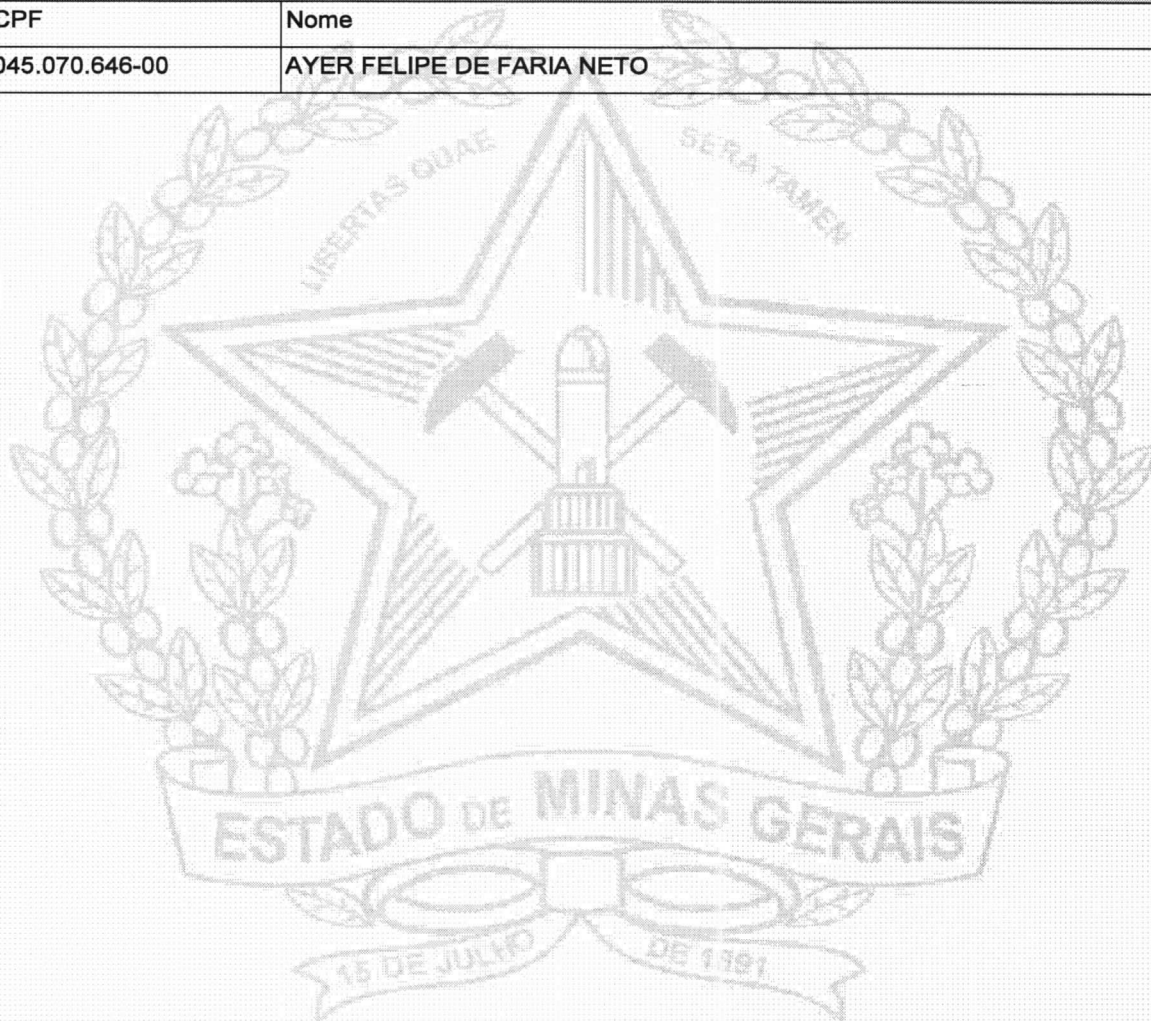 CPF Nome
045.070.646-00 AYER FELIPE DE FARIA NETO
LIBERTAS QUAE SERA TAMEN
ESTADO DE MINAS GERAIS
15 DE JULHO DE 1891